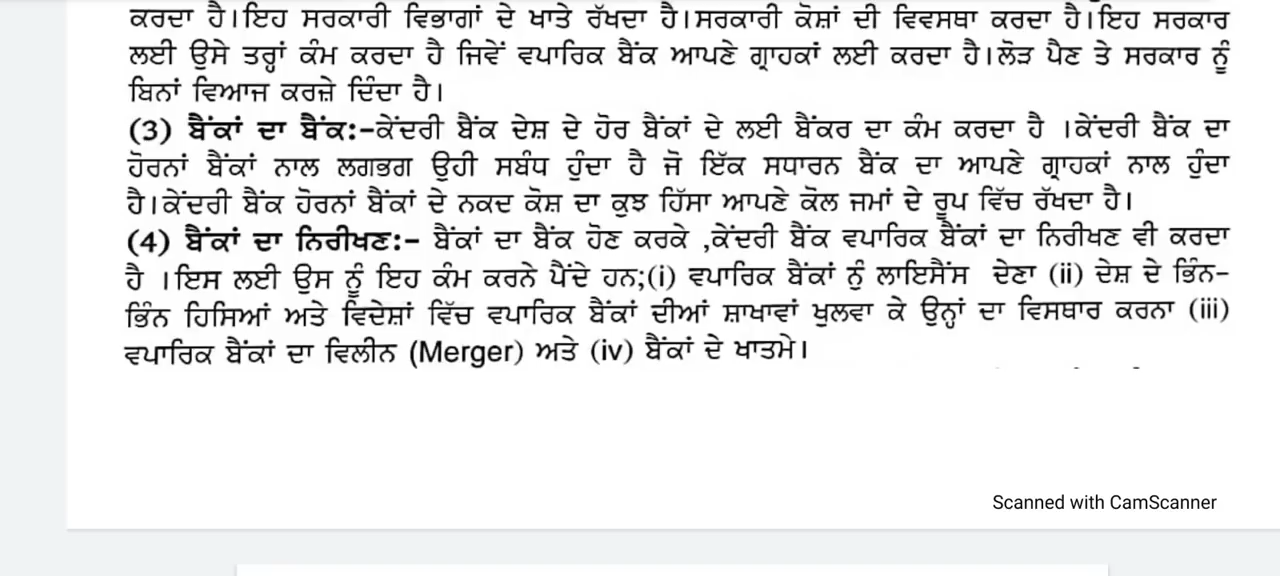 ਕਰਦਾ ਹੈ।ਇਹ ਸਰਕਾਰੀ ਵਿਭਾਗਾਂ ਦੇ ਖਾਤੇ ਰੱਖਦਾ ਹੈ।ਸਰਕਾਰੀ ਕੋਸ਼ਾਂ ਦੀ ਵਿਵਸਥਾ ਕਰਦਾ ਹੈ।ਇਹ ਸਰਕਾਰ
ਲਈ ਉਸੇ ਤਰ੍ਹਾਂ ਕੰਮ ਕਰਦਾ ਹੈ ਜਿਵੇਂ ਵਪਾਰਿਕ ਬੈਂਕ ਆਪਣੇ ਗ੍ਰਾਹਕਾਂ ਲਈ ਕਰਦਾ ਹੈ।ਲੋੜ ਪੈਣ ਤੇ ਸਰਕਾਰ ਨੂੰ
ਬਿਨਾਂ ਵਿਆਜ ਕਰਜ਼ੇ ਦਿੰਦਾ ਹੈ।
(3) ਬੈਂਕਾਂ ਦਾ ਬੈਂਕ:-ਕੇਂਦਰੀ ਬੈਂਕ ਦੇਸ਼ ਦੇ ਹੋਰ ਬੈਂਕਾਂ ਦੇ ਲਈ ਬੈਂਕਰ ਦਾ ਕੰਮ ਕਰਦਾ ਹੈ ।ਕੇਂਦਰੀ ਬੈਂਕ ਦਾ
ਹੋਰਨਾਂ ਬੈਂਕਾਂ ਨਾਲ ਲਗਭਗ ਉਹੀ ਸਬੰਧ ਹੁੰਦਾ ਹੈ ਜੋ ਇੱਕ ਸਧਾਰਨ ਬੈਂਕ ਦਾ ਆਪਣੇ ਗ੍ਰਾਹਕਾਂ ਨਾਲ ਹੁੰਦਾ
ਹੈ।ਕੇਂਦਰੀ ਬੈਂਕ ਹੋਰਨਾਂ ਬੈਂਕਾਂ ਦੇ ਨਕਦ ਕੋਸ਼ ਦਾ ਕੁਝ ਹਿੱਸਾ ਆਪਣੇ ਕੋਲ ਜਮਾਂ ਦੇ ਰੂਪ ਵਿੱਚ ਰੱਖਦਾ ਹੈ।
(4) ਬੈਂਕਾਂ ਦਾ ਨਿਰੀਖਣ:- ਬੈਂਕਾਂ ਦਾ ਬੈਂਕ ਹੋਣ ਕਰਕੇ ,ਕੇਂਦਰੀ ਬੈਂਕ ਵਪਾਰਿਕ ਬੈਂਕਾਂ ਦਾ ਨਿਰੀਖਣ ਵੀ ਕਰਦਾ
ਹੈ ।ਇਸ ਲਈ ਉਸ ਨੂੰ ਇਹ ਕੰਮ ਕਰਨੇ ਪੈਂਦੇ ਹਨ;(i) ਵਪਾਰਿਕ ਬੈਂਕਾਂ ਨੂੰ ਲਾਇਸੈਂਸ ਦੇਣਾ (ii) ਦੇਸ਼ ਦੇ ਭਿੰਨ-
ਭਿੰਨ ਹਿਸਿਆਂ ਅਤੇ ਵਿਦੇਸ਼ਾਂ ਵਿੱਚ ਵਪਾਰਿਕ ਬੈਂਕਾਂ ਦੀਆਂ ਸ਼ਾਖਾਵਾਂ ਖੁਲਵਾ ਕੇ ਉਨ੍ਹਾਂ ਦਾ ਵਿਸਥਾਰ ਕਰਨਾ (iii)
ਵਪਾਰਿਕ ਬੈਂਕਾਂ ਦਾ ਵਿਲੀਨ (Merger) ਅਤੇ (iv) ਬੈਂਕਾਂ ਦੇ ਖਾਤਮੇ।
Scanned with CamScanner